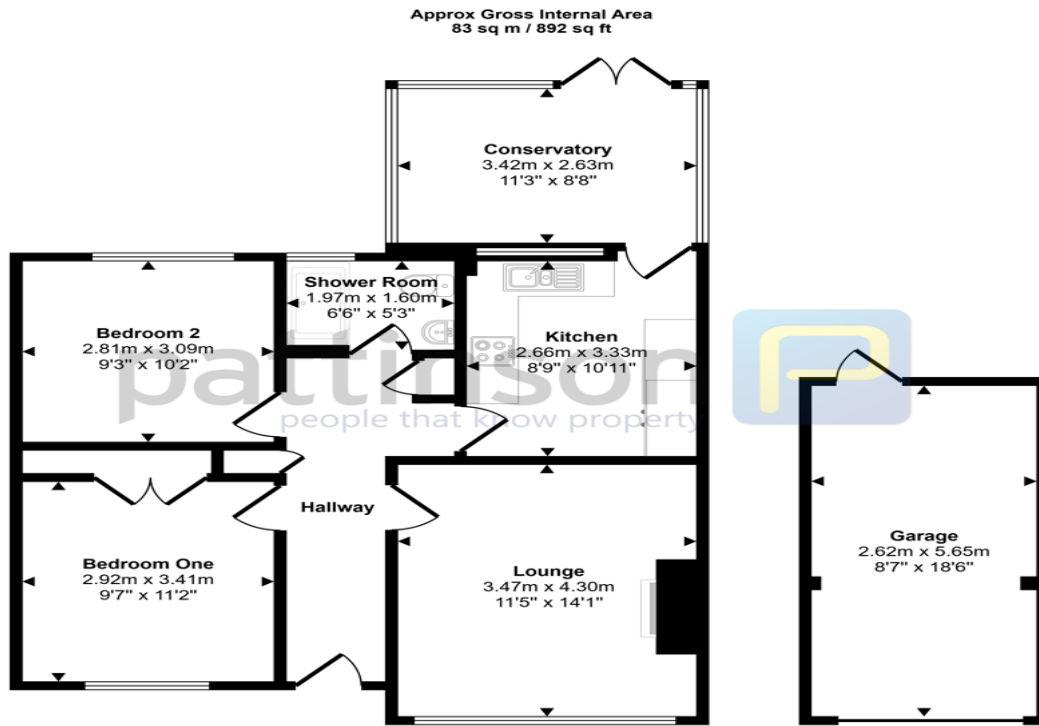 Approx Gross Internal Area
83 sq m / 892 sq ft
Conservatory
3.42m x 2.63m
11'3" x 8'8"
Shower Room
1.97m x 1.60m
6'6" x 5'3"
Bedroom 2
2.81m x 3.09m
9'3" x 10'2"
Kitchen
2.66m x 3.33m
8'9" x 10'11"
pattinson
people that know property
Hallway
Bedroom One
2.92m x 3.41m
9'7" x 11'2"
Lounge
3.47m x 4.30m
11'5" x 14'1"
Garage
2.62m x 5.65m
8'7" x 18'6"